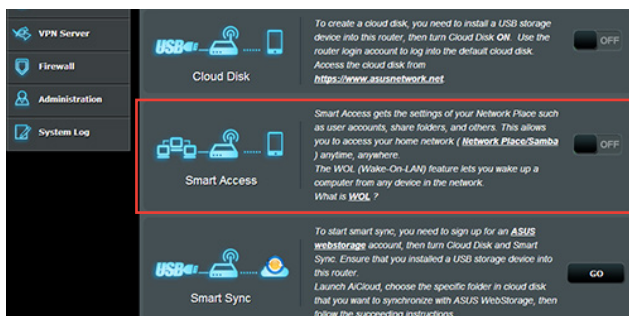 VPN Server
Firewall
Administration
System Log
USB
Cloud Disk
To create a cloud disk, you need to install a USB storage
device into this router, then turn Cloud Disk ON. Use the
router login account to log into the default cloud disk.
Access the cloud disk from
https://www.asusnetwork.net.
OFF
Smart Access
Smart Access gets the settings of your Network Place such
as user accounts, share folders, and others. This allows
you to access your home network ( Network Place/Samba
) anytime, anywhere.
The WOL (Wake-On-LAN) feature lets you wake up a
computer from any device in the network.
What is WOL ?
OFF
USB
Smart Sync
To start smart sync, you need to sign up for an ASUS
webstorage account, then turn Cloud Disk and Smart
Sync. Ensure that you installed a USB storage device into
this router.
Launch AiCloud, choose the specific folder in cloud disk
that you want to synchronize with ASUS WebStorage, then
follow the succeeding instructions.
GO